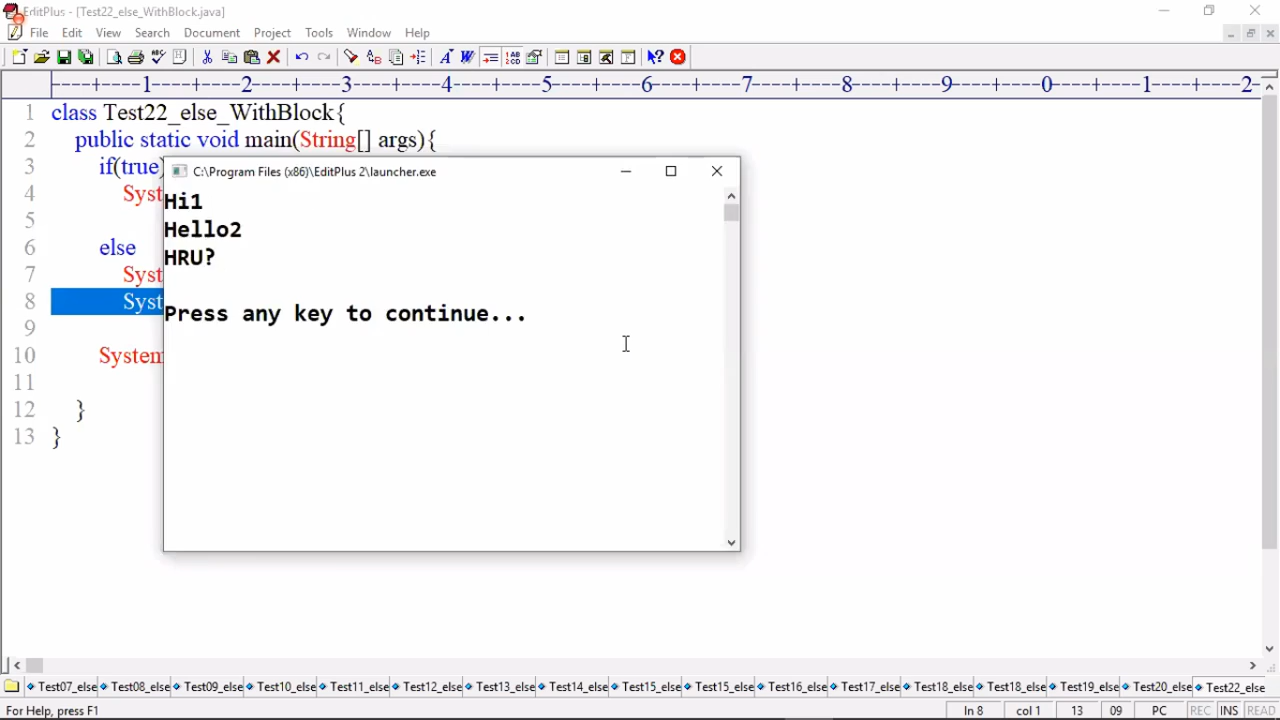 EditPlus - [Test22_else_WithBlock.java]
File Edit View Search Document Project Tools Window Help
----+----1----+----2----+----3----+----4----+----5----+----6----+----7----+----8----+----9----+----0----+----1----+----2-
1 class Test22_else_WithBlock{
2 public static void main(String[] args){
3 if(true)
4 Syst
5
6 else
7 Syst
8 Syst
9
10 System
11
12 }
13 }
C:\Program Files (x86)\EditPlus 2\launcher.exe
Hi1
Hello2
HRU?
Press any key to continue...
Test07_else Test08_else Test09_else Test10_else Test11_else Test12_else Test13_else Test14_else Test15_else Test15_else Test16_else Test17_else Test18_else Test18_else Test19_else Test20_else Test22_else
For Help, press F1 ln 8 col 1 13 09 PC REC INS READ